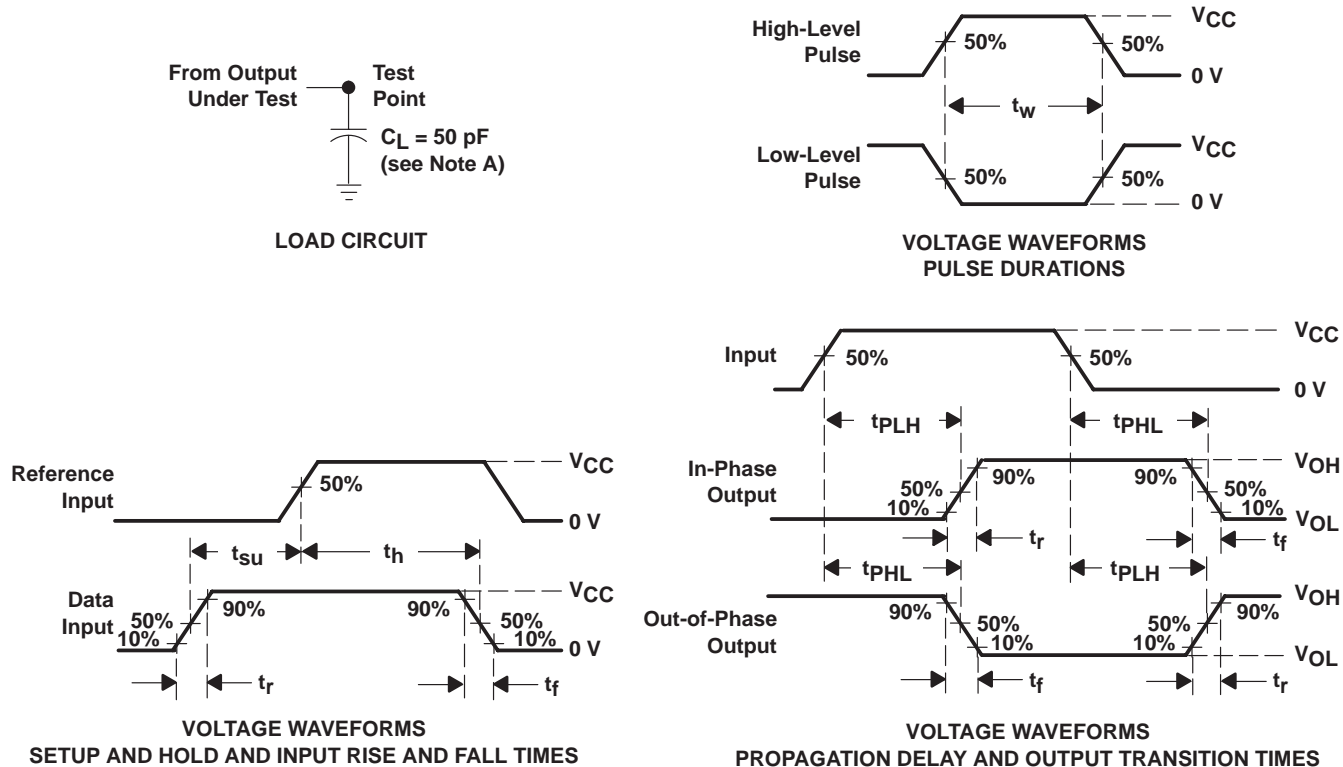 From Output
Under Test
Test
Point
CL = 50 pF
(see Note A)
LOAD CIRCUIT
High-Level
Pulse
50%
50%
VCC
0 V
tw
Low-Level
Pulse
50%
50%
VCC
0 V
VOLTAGE WAVEFORMS
PULSE DURATIONS
Reference
Input
50%
VCC
0 V
tsu
th
Data
Input
50%
10%
90%
90%
50%
10%
VCC
0 V
tr
tf
VOLTAGE WAVEFORMS
SETUP AND HOLD AND INPUT RISE AND FALL TIMES
Input
50%
50%
VCC
0 V
tPLH
tPHL
In-Phase
Output
50%
10%
90%
90%
50%
10%
VOH
VOL
tr
tf
tPHL
tPLH
Out-of-Phase
Output
90%
50%
10%
50%
10%
90%
VOH
VOL
tf
tr
VOLTAGE WAVEFORMS
PROPAGATION DELAY AND OUTPUT TRANSITION TIMES